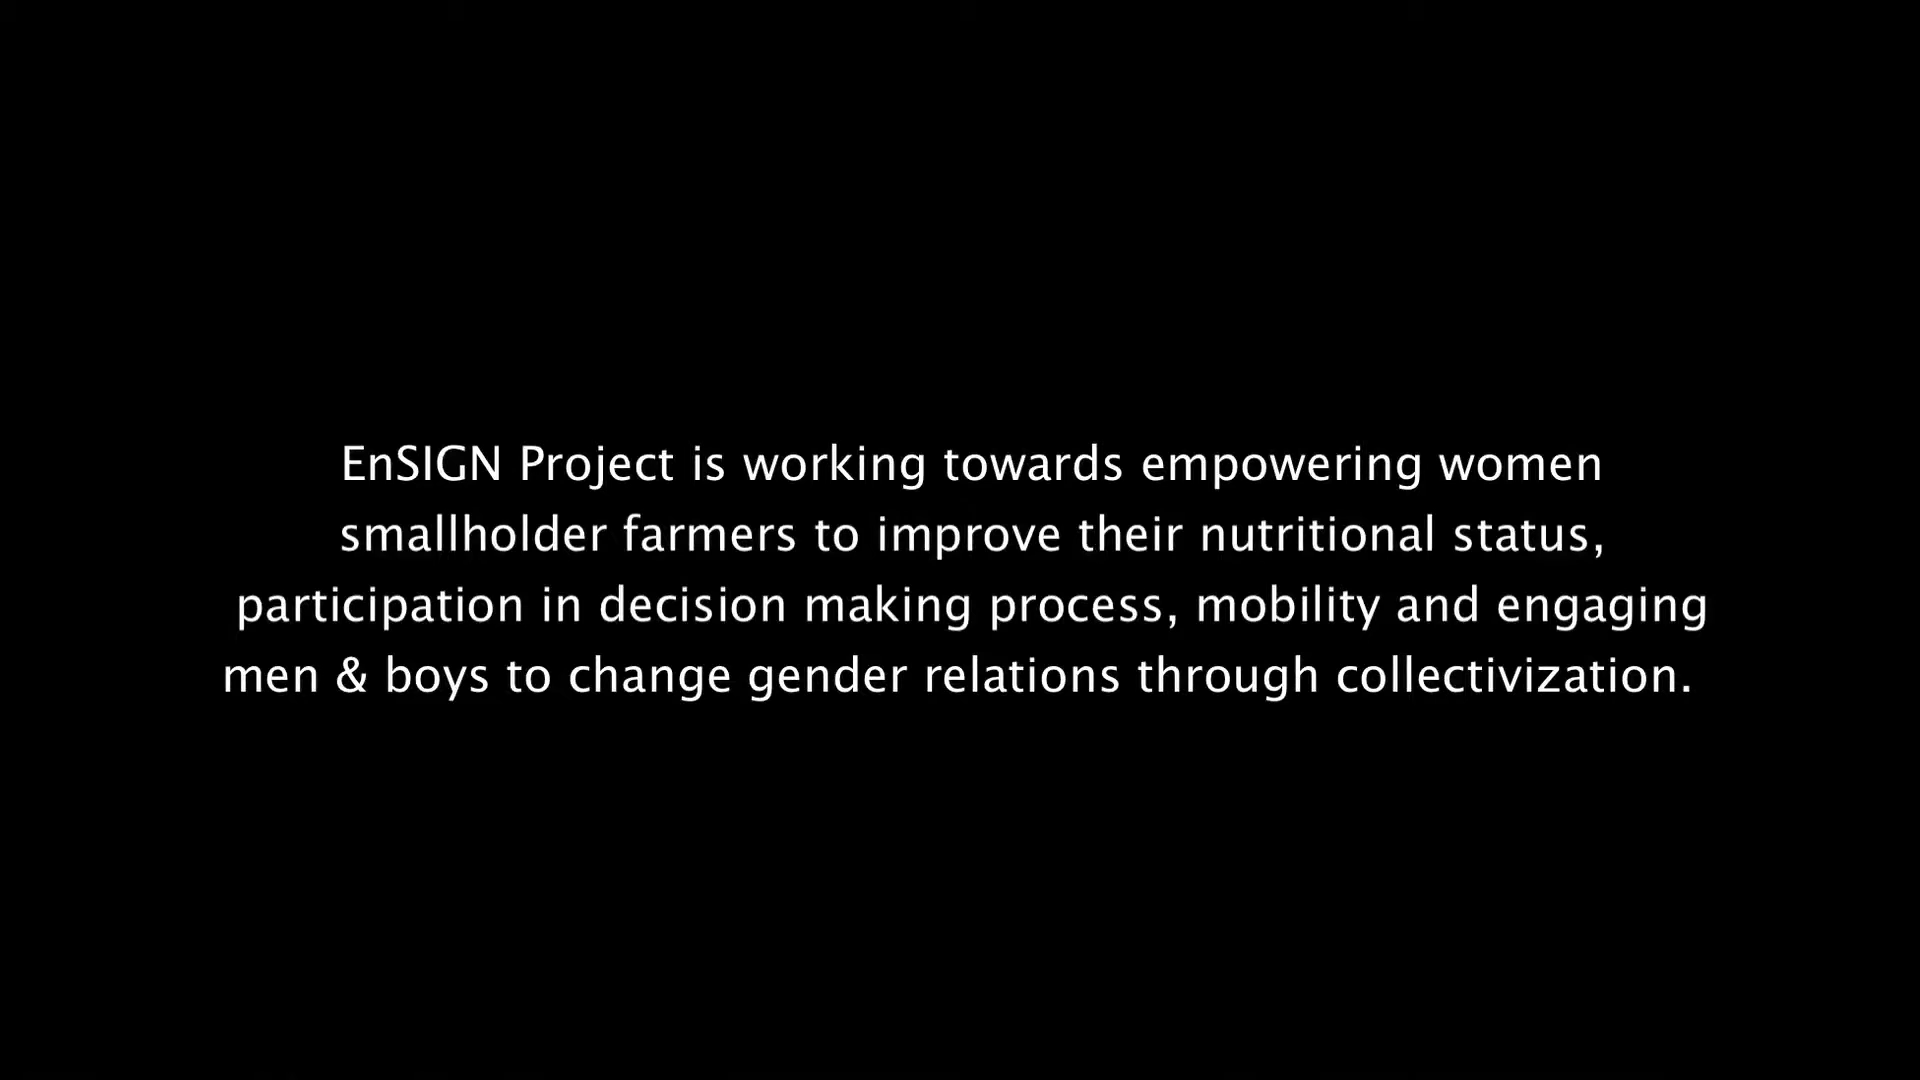 EnSIGN Project is working towards empowering women
smallholder farmers to improve their nutritional status,
participation in decision making process, mobility and engaging
men & boys to change gender relations through collectivization.